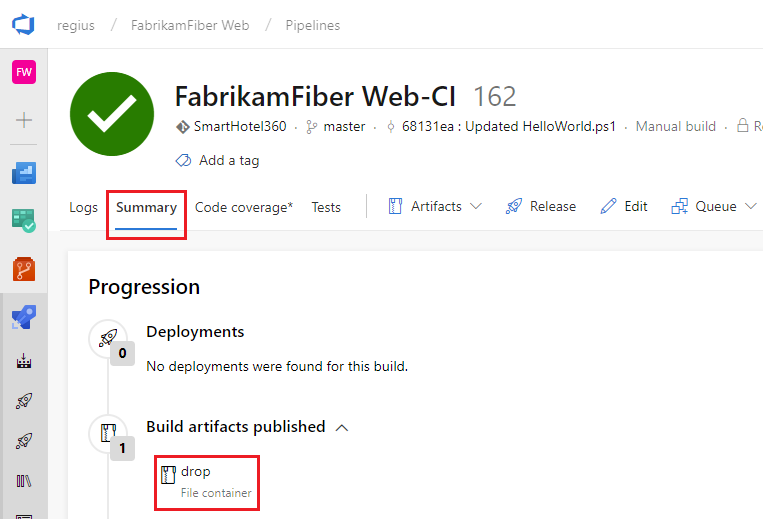 regius / FabrikamFiber Web / Pipelines
FW
FabrikamFiber Web-CI 162
SmartHotel360 · master · 68131ea : Updated HelloWorld.ps1 · Manual build ·
Add a tag
Logs Summary Code coverage* Tests Artifacts Release Edit Queue
Progression
Deployments
0
No deployments were found for this build.
Build artifacts published
1
drop
File container